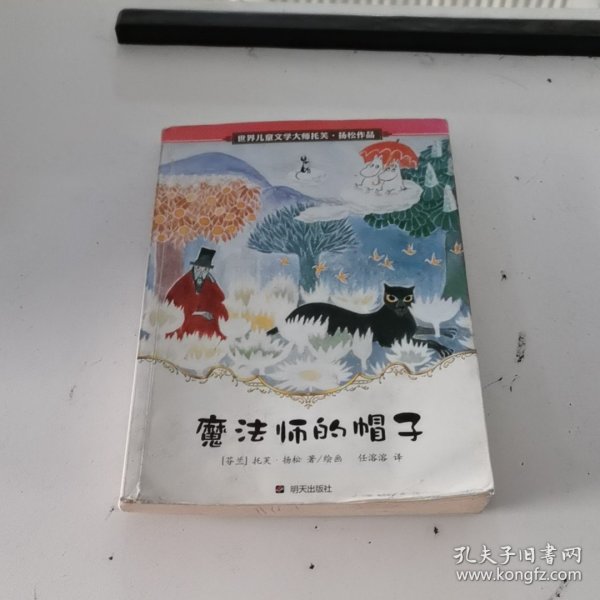 世界儿童文学大师托芙·扬松作品
魔法师的帽子
[芬兰] 托芙·扬松 著/绘画 任溶溶 译
明天出版社
孔夫子旧书网
www.kongfz.com